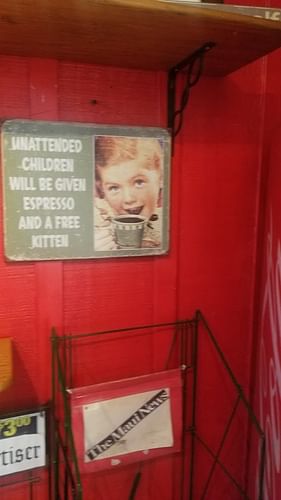 UNATTENDED
CHILDREN
WILL BE GIVEN
ESPRESSO
AND A FREE
KITTEN
The Maui News
$3.00
tiser